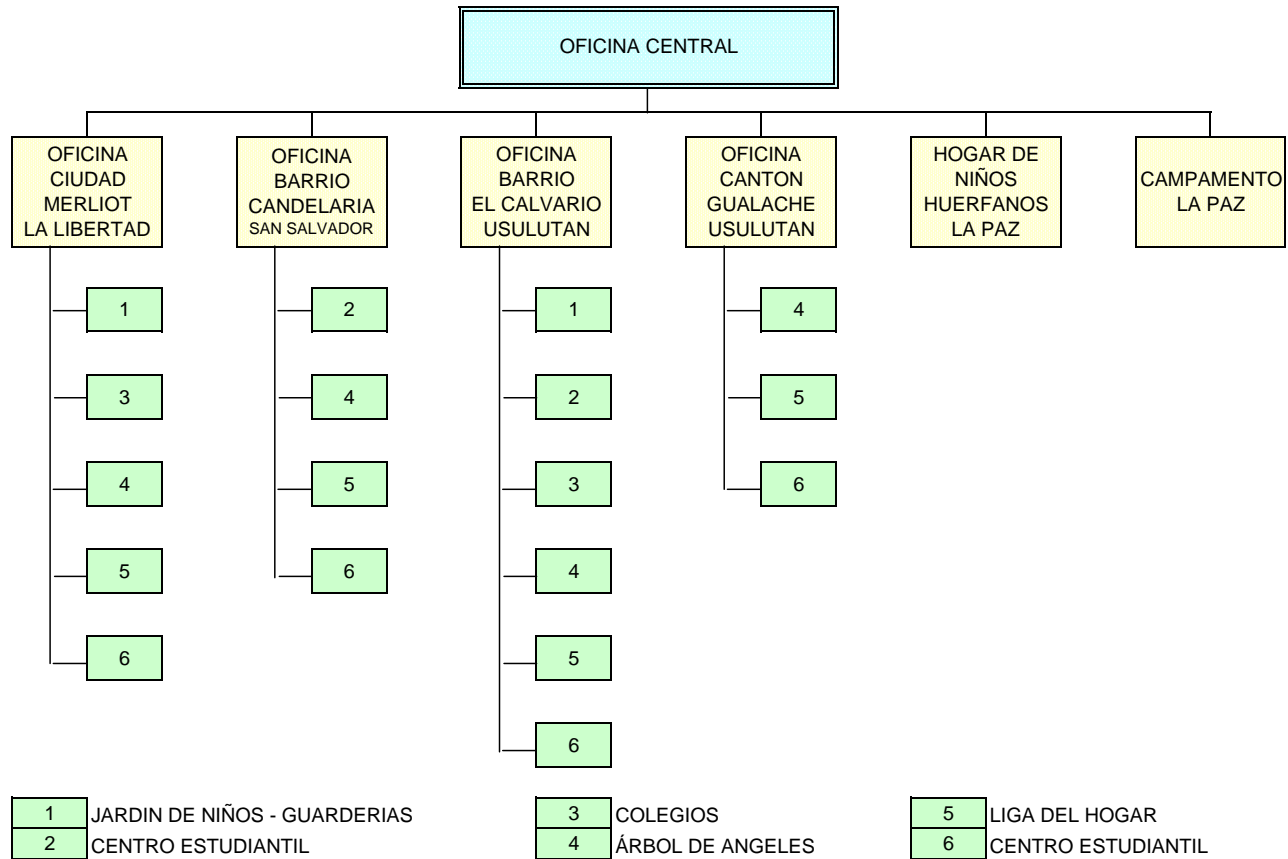 OFICINA CENTRAL
OFICINA
CIUDAD
MERLIOT
LA LIBERTAD
OFICINA
BARRIO
CANDELARIA
SAN SALVADOR
OFICINA
BARRIO
EL CALVARIO
USULUTAN
OFICINA
CANTON
GUALACHE
USULUTAN
HOGAR DE
NIÑOS
HUERFANOS
LA PAZ
CAMPAMENTO
LA PAZ
1
3
4
5
6
2
4
5
6
1
2
3
4
5
6
4
5
6
1 JARDIN DE NIÑOS - GUARDERIAS
2 CENTRO ESTUDIANTIL
3 COLEGIOS
4 ÁRBOL DE ANGELES
5 LIGA DEL HOGAR
6 CENTRO ESTUDIANTIL